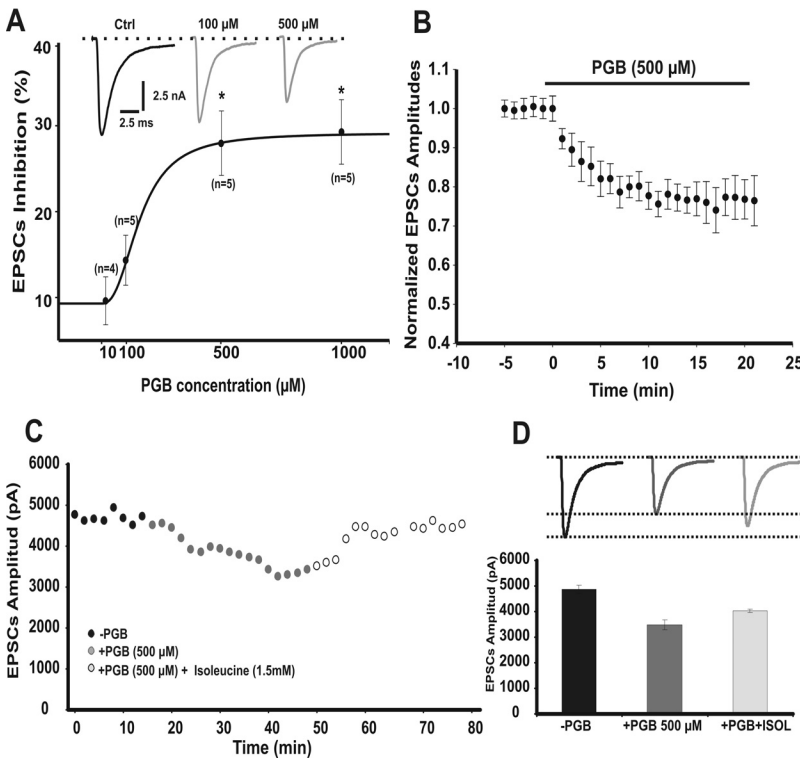 A
Ctrl 100 µM 500 µM
2.5 nA
2.5 ms
* *
EPSCs Inhibition (%)
40
30
20
10
(n=4)
(n=5)
(n=5)
(n=5)
10 100 500 1000
PGB concentration (µM)
B
PGB (500 µM)
Normalized EPSCs Amplitudes
1.1
1.0
0.9
0.8
0.7
0.6
0.5
0.4
-10 -5 0 5 10 15 20 25
Time (min)
C
EPSCs Amplitud (pA)
6000
5000
4000
3000
2000
1000
0
-PGB
+PGB (500 µM)
+PGB (500 µM) + Isoleucine (1.5mM)
0 10 20 30 40 50 60 70 80
Time (min)
D
EPSCs Amplitud (pA)
6000
5000
4000
3000
2000
1000
0
-PGB +PGB 500 µM +PGB+ISOL